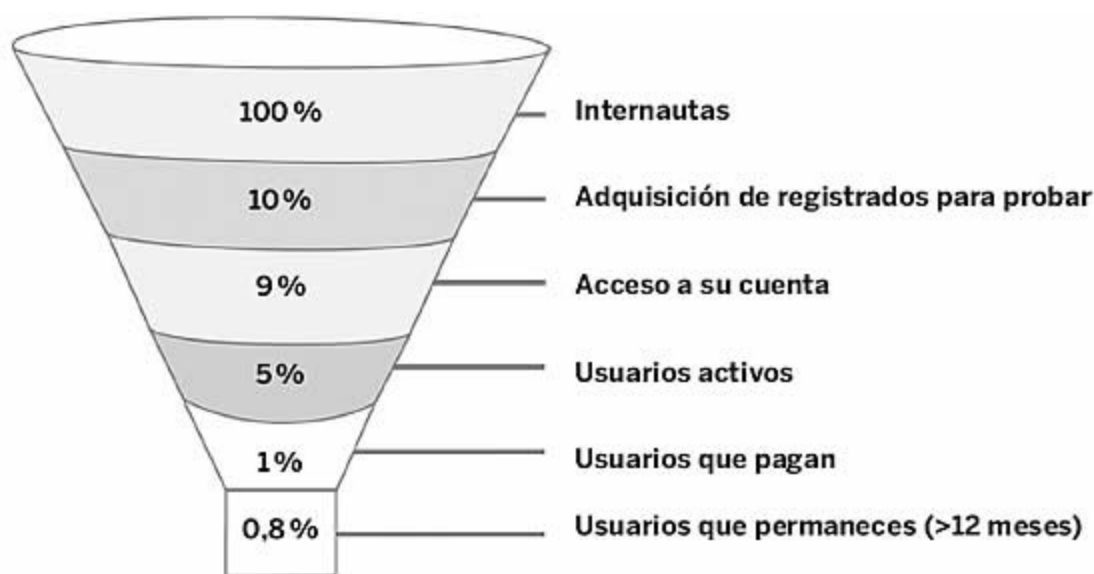 100 % Internautas
10 % Adquisición de registrados para probar
9 % Acceso a su cuenta
5 % Usuarios activos
1 % Usuarios que pagan
0,8 % Usuarios que permaneces (>12 meses)